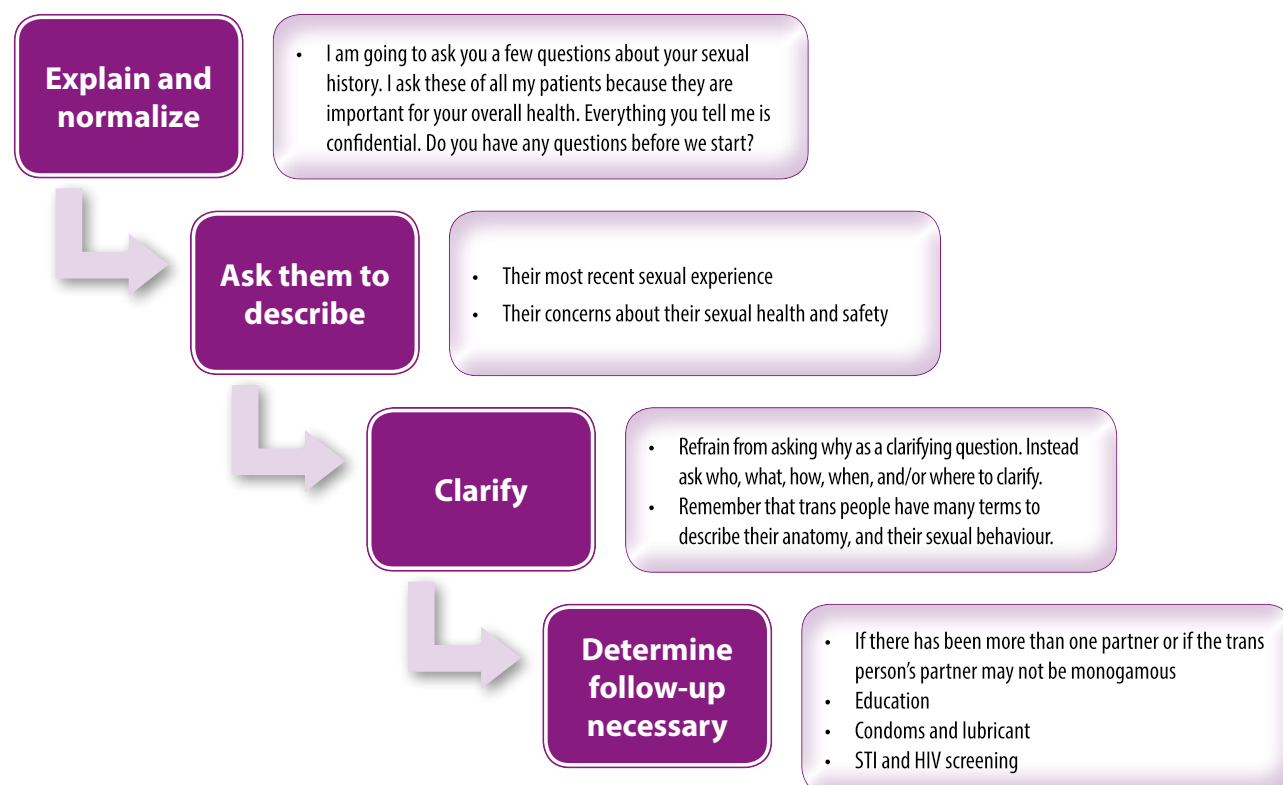 Explain and
normalize
• I am going to ask you a few questions about your sexual
history. I ask these of all my patients because they are
important for your overall health. Everything you tell me is
confidential. Do you have any questions before we start?
Ask them to
describe
• Their most recent sexual experience
• Their concerns about their sexual health and safety
Clarify
• Refrain from asking why as a clarifying question. Instead
ask who, what, how, when, and/or where to clarify.
• Remember that trans people have many terms to
describe their anatomy, and their sexual behaviour.
Determine
follow-up
necessary
• If there has been more than one partner or if the trans
person’s partner may not be monogamous
• Education
• Condoms and lubricant
• STI and HIV screening